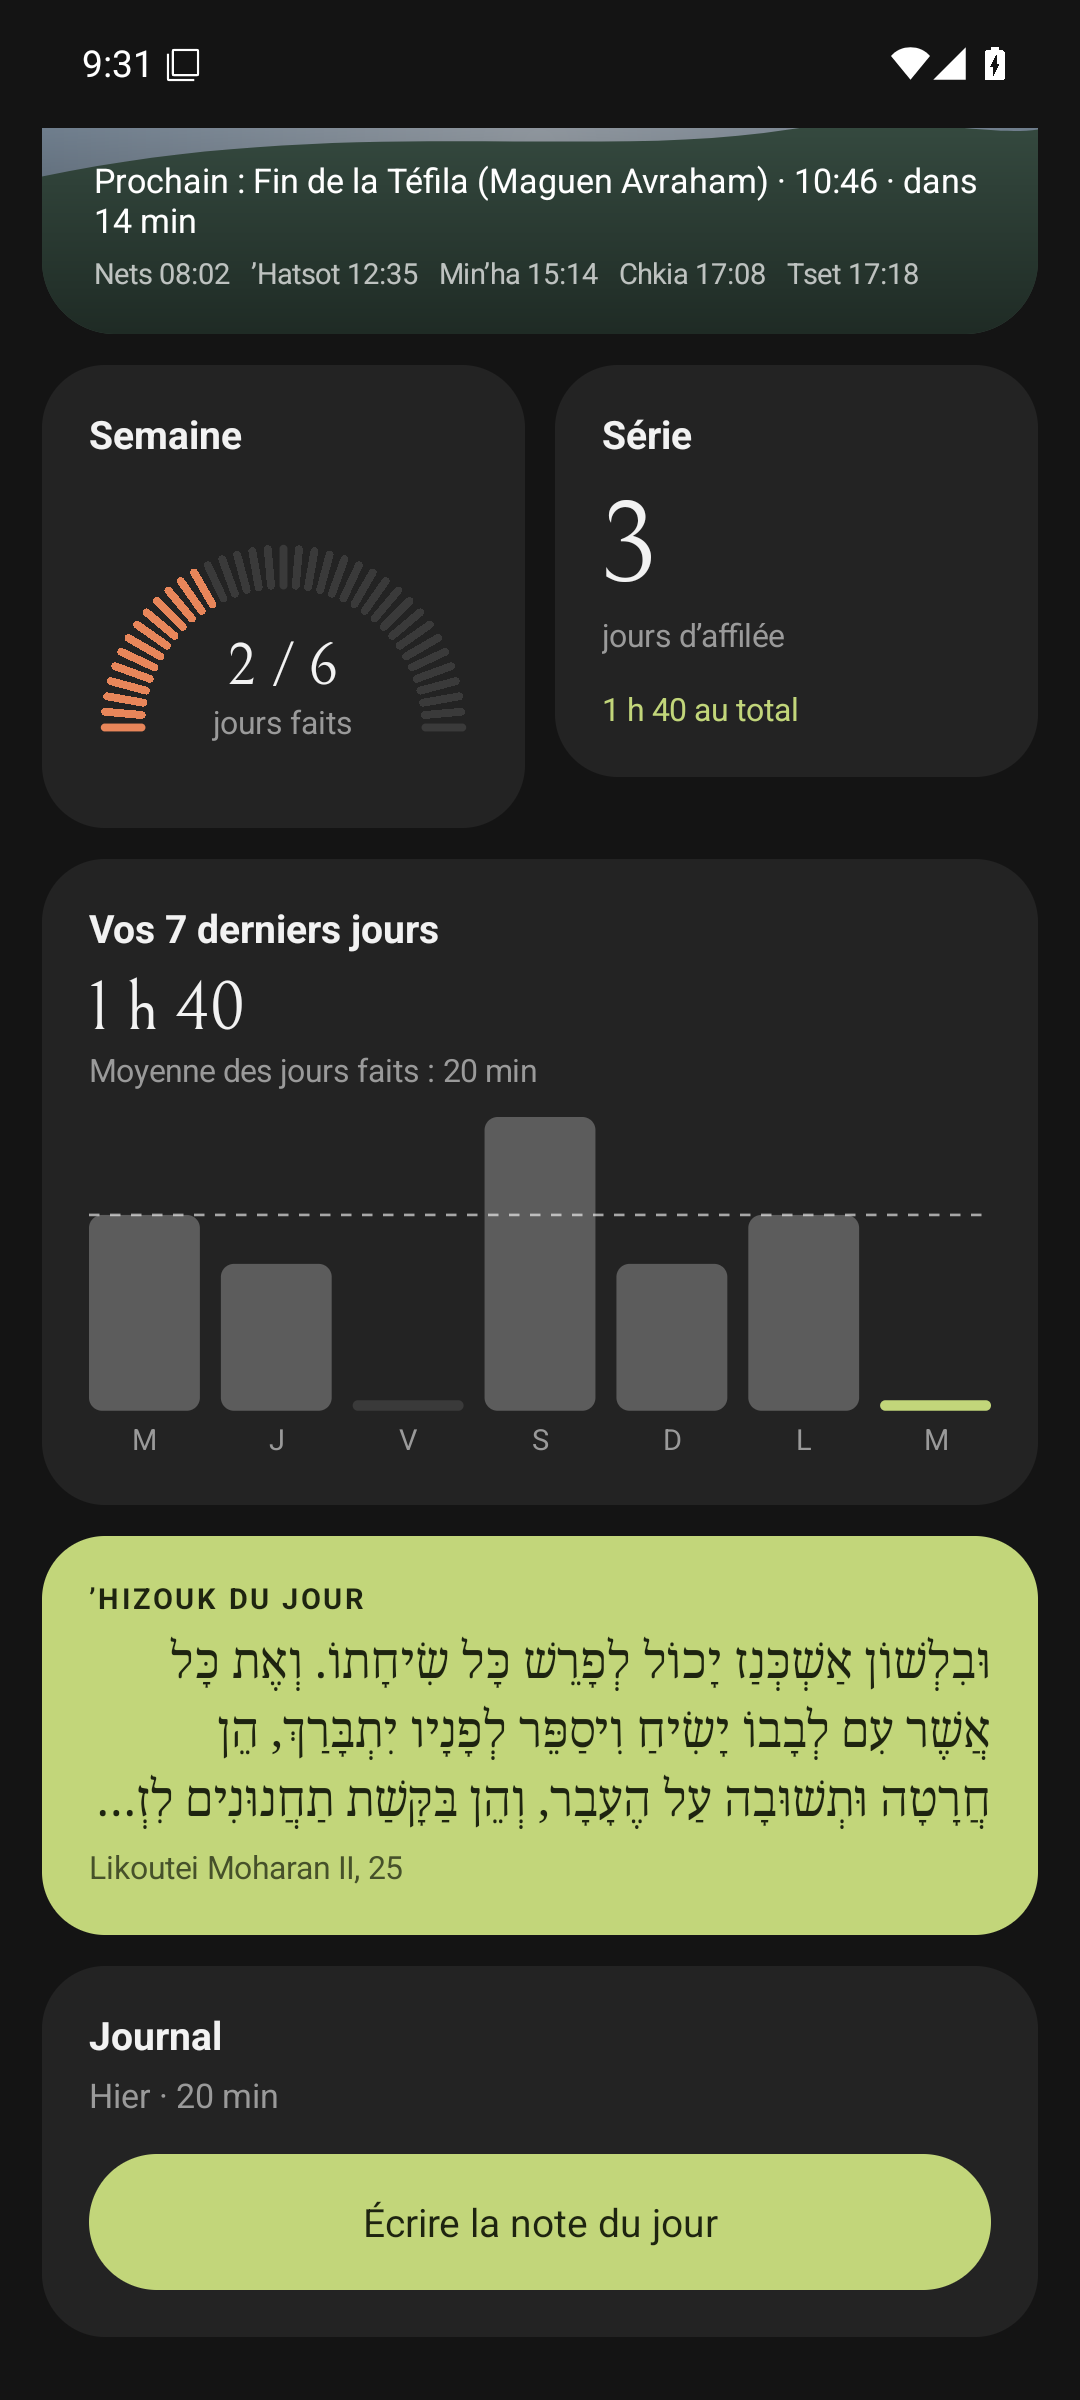 9:31
Prochain : Fin de la Téfila (Maguen Avraham) · 10:46 · dans
14 min
Nets 08:02 ’Hatsot 12:35 Min’ha 15:14 Chkia 17:08 Tset 17:18
Semaine
2 / 6
jours faits
Série
3
jours d’affilée
1 h 40 au total
Vos 7 derniers jours
1 h 40
Moyenne des jours faits : 20 min
M J V S D L M
’HIZOUK DU JOUR
וּבִלְשׁוֹן אַשְׁכְּנַז יָכוֹל לְפָרֵשׁ כָּל שִׂיחָתוֹ. וְאֶת כָּל
אֲשֶׁר עִם לְבָבוֹ יָשִׂיחַ וִיסַפֵּר לְפָנָיו יִתְבָּרַךְ, הֵן
חֲרָטָה וּתְשׁוּבָה עַל הֶעָבָר, וְהֵן בַּקָּשַׁת תַּחֲנוּנִים לִזְ...
Likoutei Moharan II, 25
Journal
Hier · 20 min
Écrire la note du jour